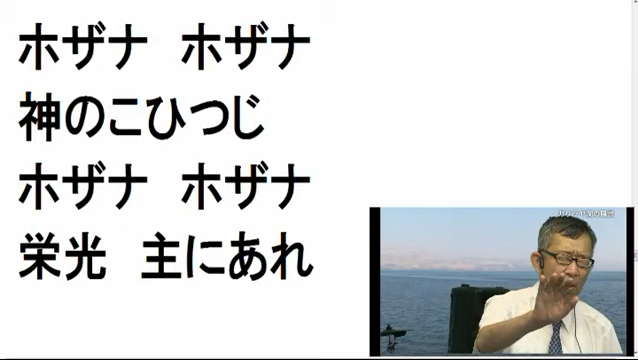 ホザナ　ホザナ
神のこひつじ
ホザナ　ホザナ
栄光　主にあれ